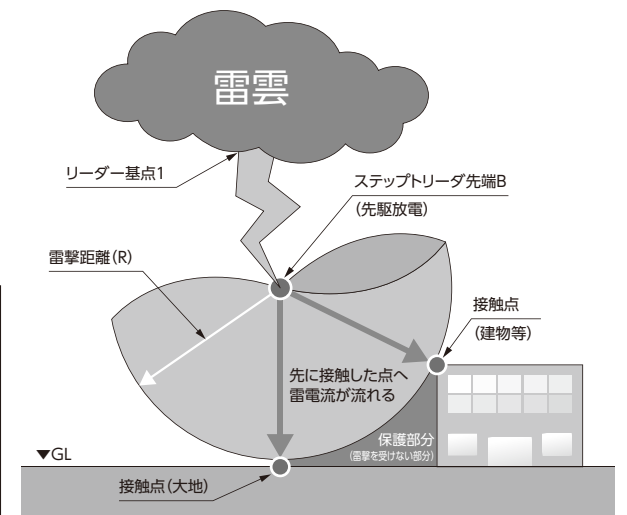 雷雲
リーダー基点1
ステップトリーダ先端B
(先駆放電)
雷撃距離(R)
接触点
(建物等)
先に接触した点へ
雷電流が流れる
保護部分
(雷撃を受けない部分)
▼GL
接触点(大地)